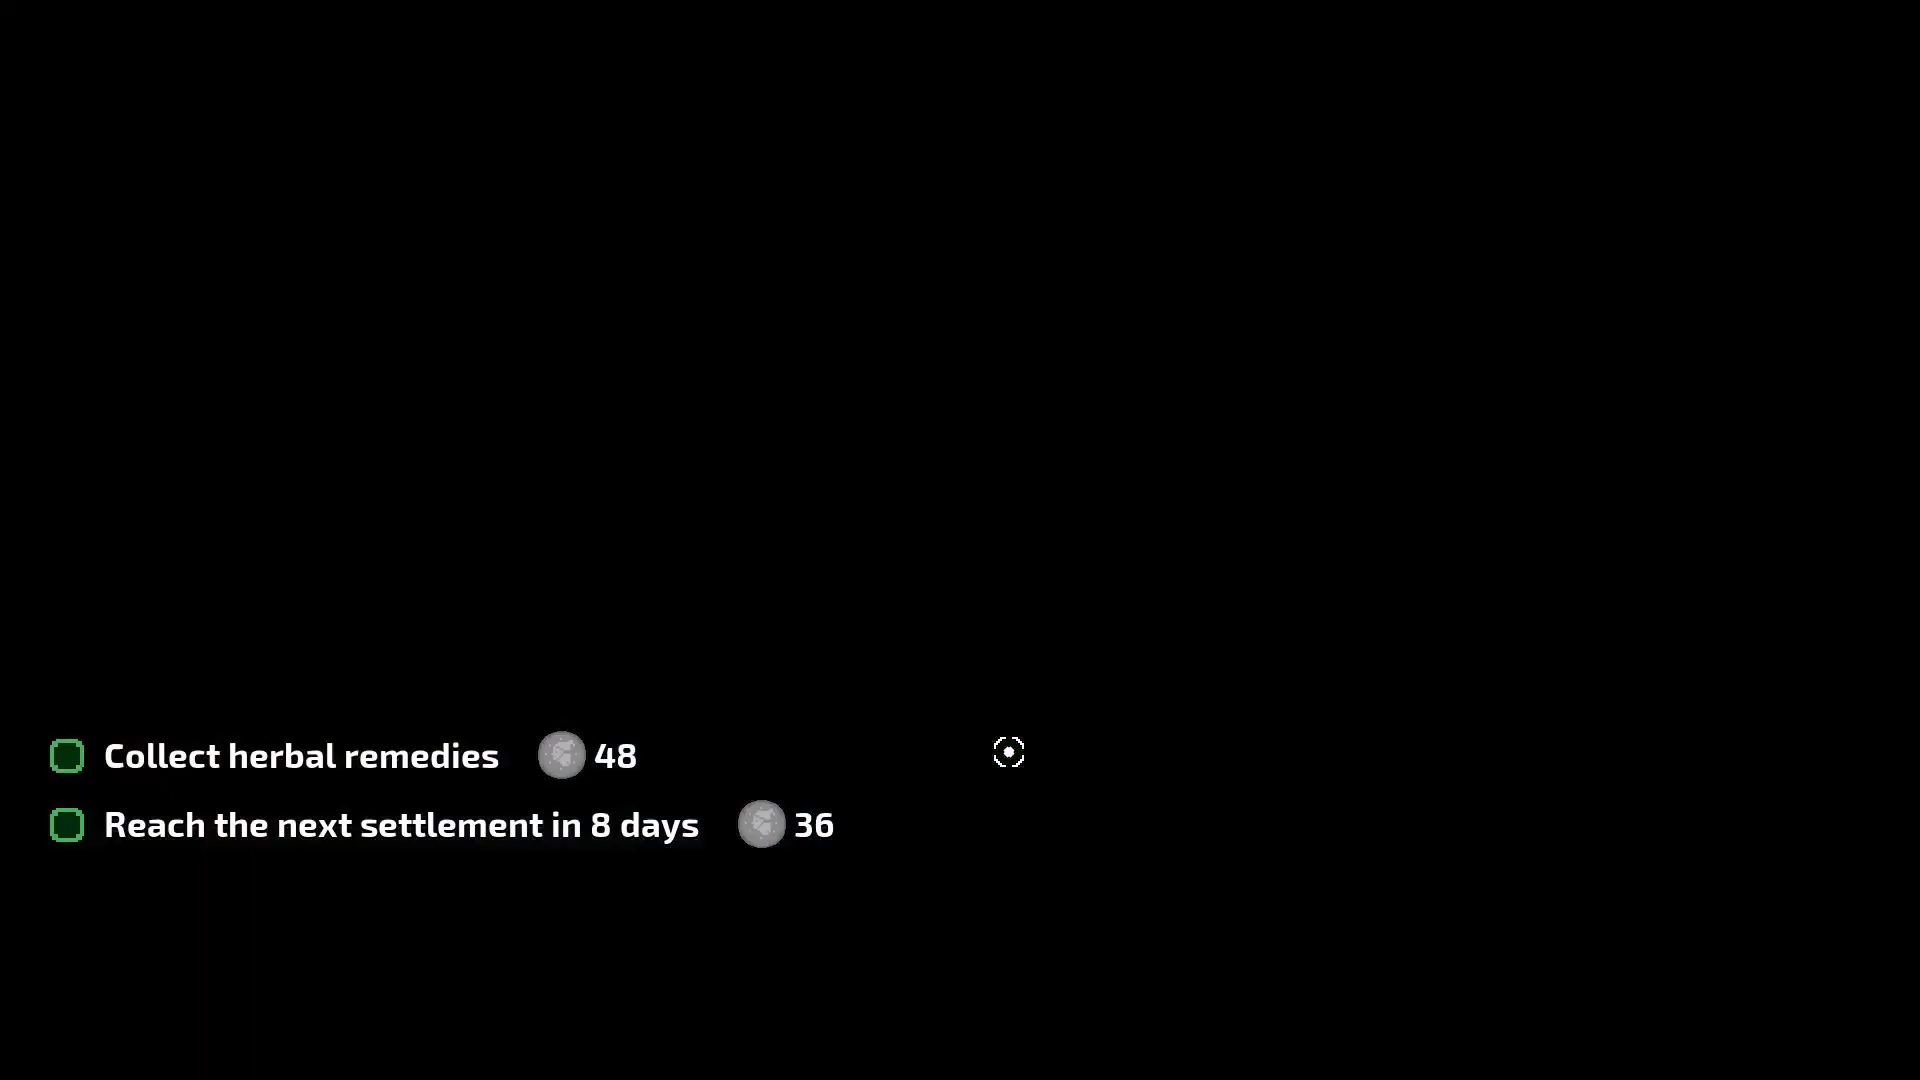 Collect herbal remedies 48
Reach the next settlement in 8 days 36